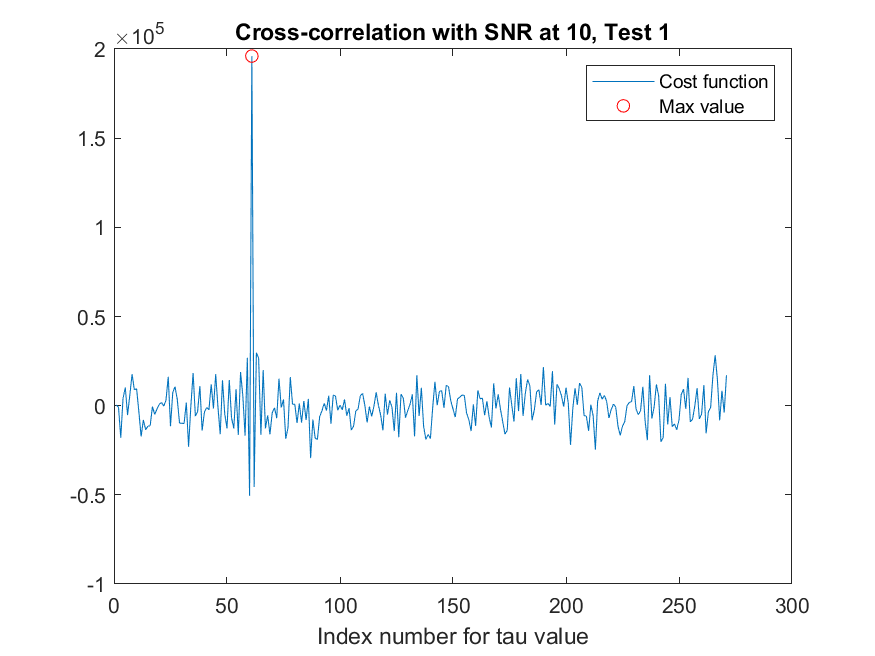 Cross-correlation with SNR at 10, Test 1
×10^5
2
1.5
1
0.5
0
-0.5
-1
0 50 100 150 200 250 300
Index number for tau value
Cost function
Max value